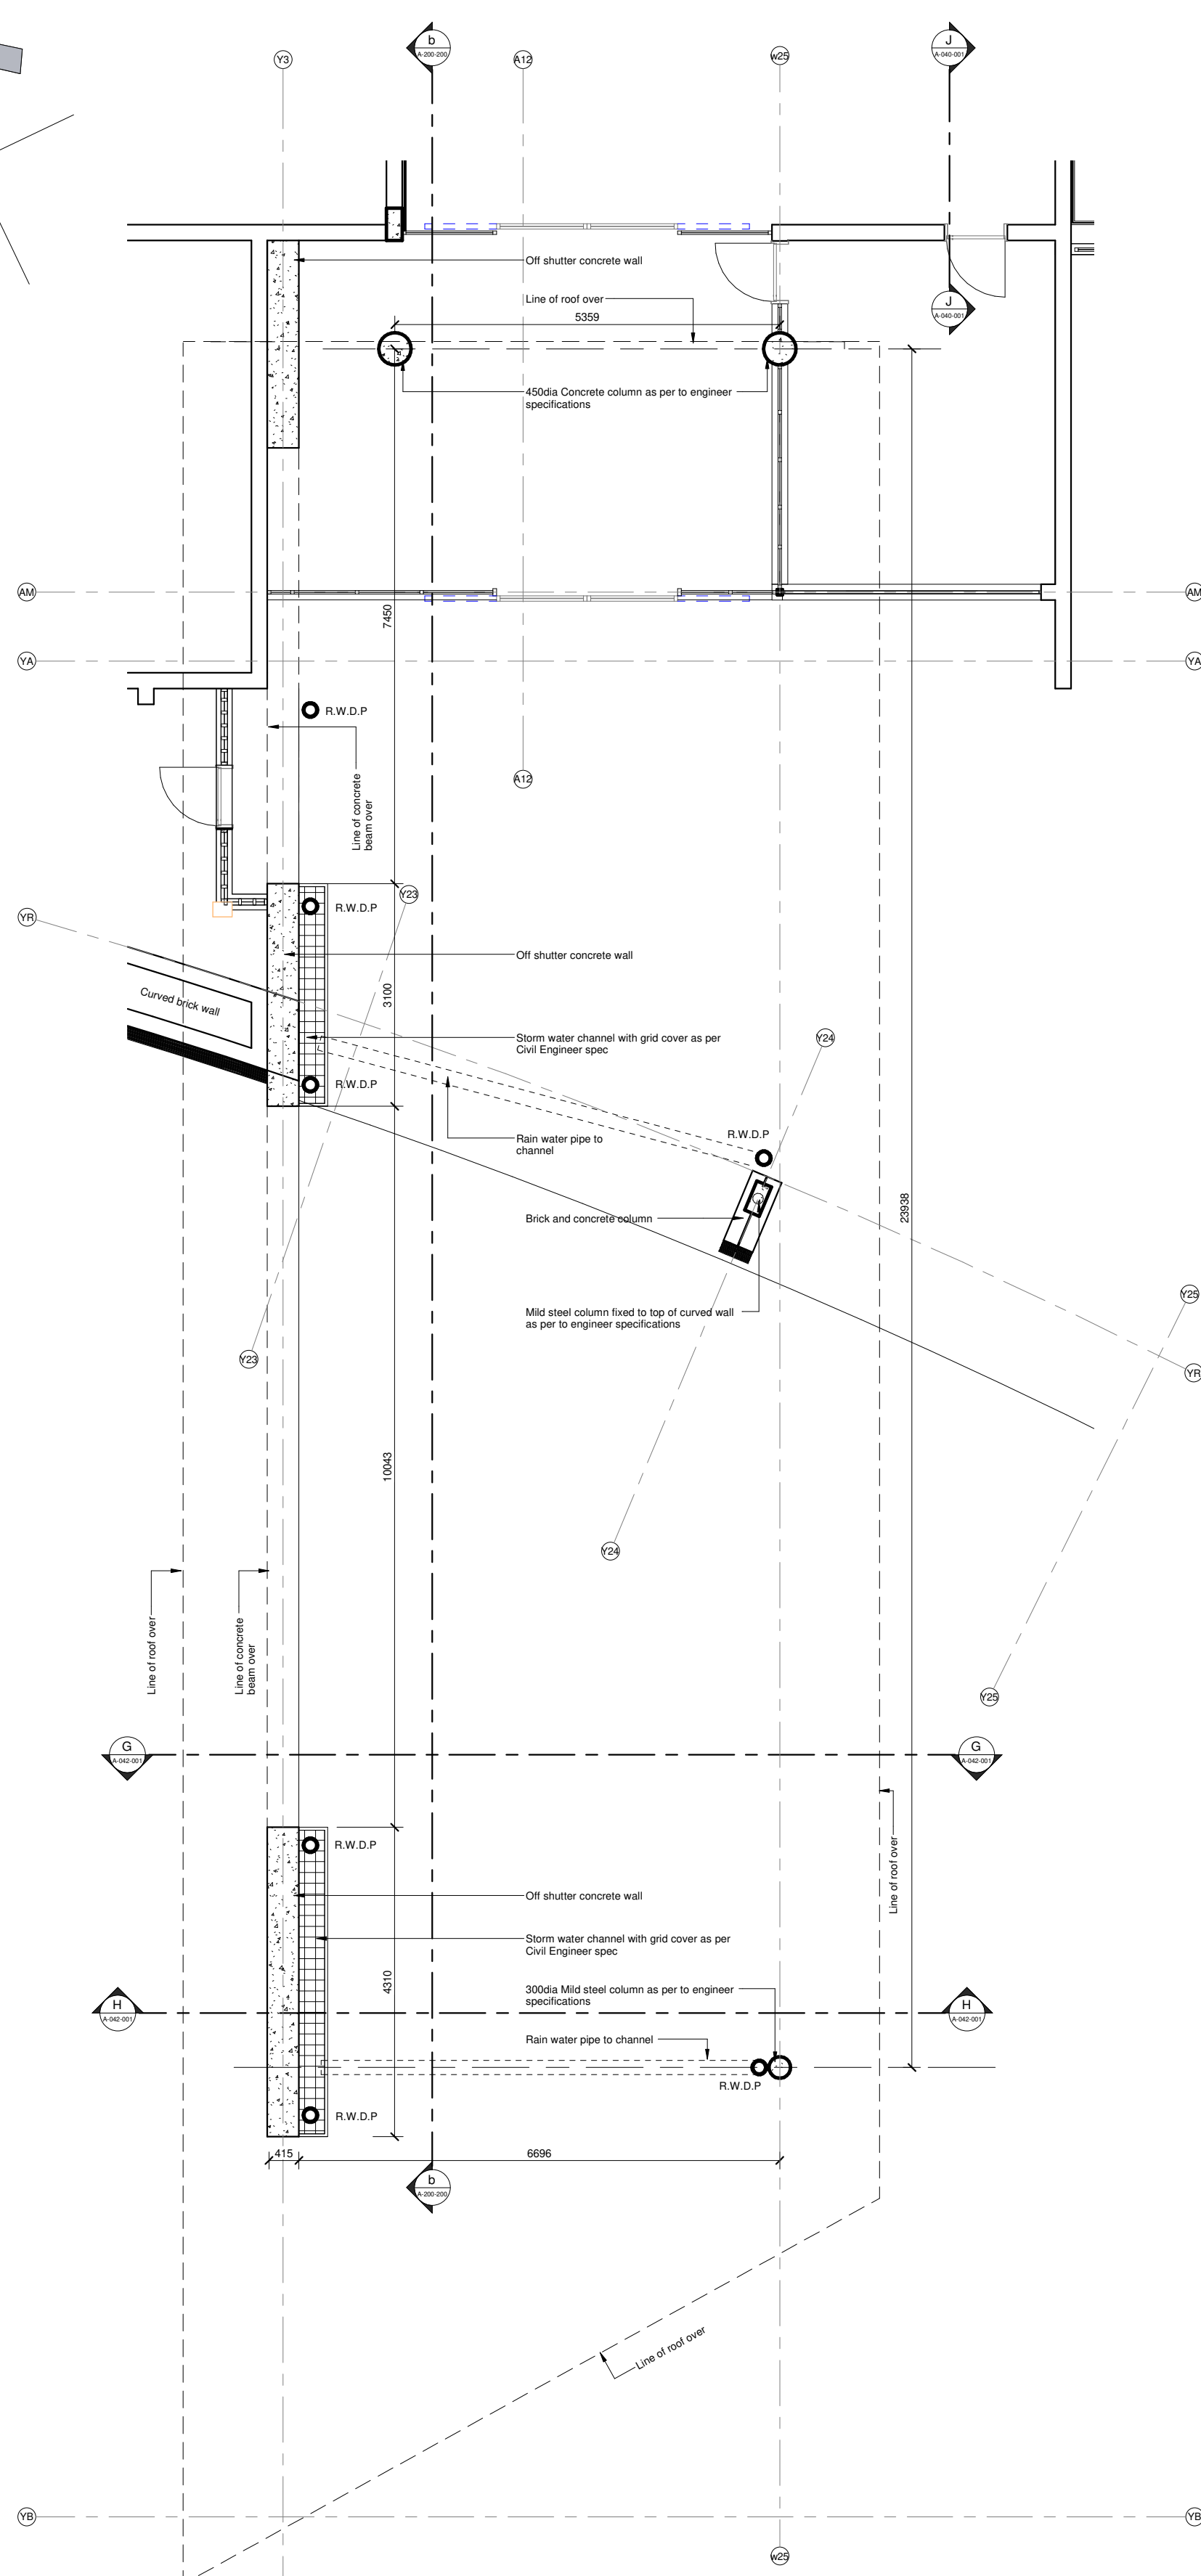 b
A-200-200
J
A-040-001
Y3
A12
w25
Off shutter concrete wall
Line of roof over
J
A-040-001
5359
450dia Concrete column as per to engineer
specifications
AM
AM
7450
YA
YA
R.W.D.P
A12
Line of concrete
beam over
Y23
R.W.D.P
YR
Off shutter concrete wall
Curved brick wall
3100
Storm water channel with grid cover as per
Civil Engineer spec
Y24
R.W.D.P
R.W.D.P
Rain water pipe to
channel
23938
Brick and concrete column
Y25
Mild steel column fixed to top of curved wall
as per to engineer specifications
Y23
YR
10043
Y24
Line of roof over
Line of concrete
beam over
Y25
G
A-042-001
G
A-042-001
R.W.D.P
Line of roof over
Off shutter concrete wall
Storm water channel with grid cover as per
Civil Engineer spec
4310
300dia Mild steel column as per to engineer
specifications
H
A-042-001
H
A-042-001
Rain water pipe to channel
R.W.D.P
R.W.D.P
415
6696
b
A-200-200
Line of roof over
YB
YB
w25